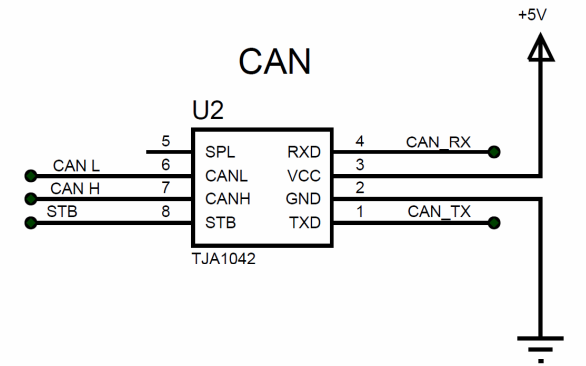 +5V
CAN
U2
5 SPL RXD 4 CAN_RX
CAN L 6 CANL VCC 3
CAN H 7 CANH GND 2
STB 8 STB TXD 1 CAN_TX
TJA1042